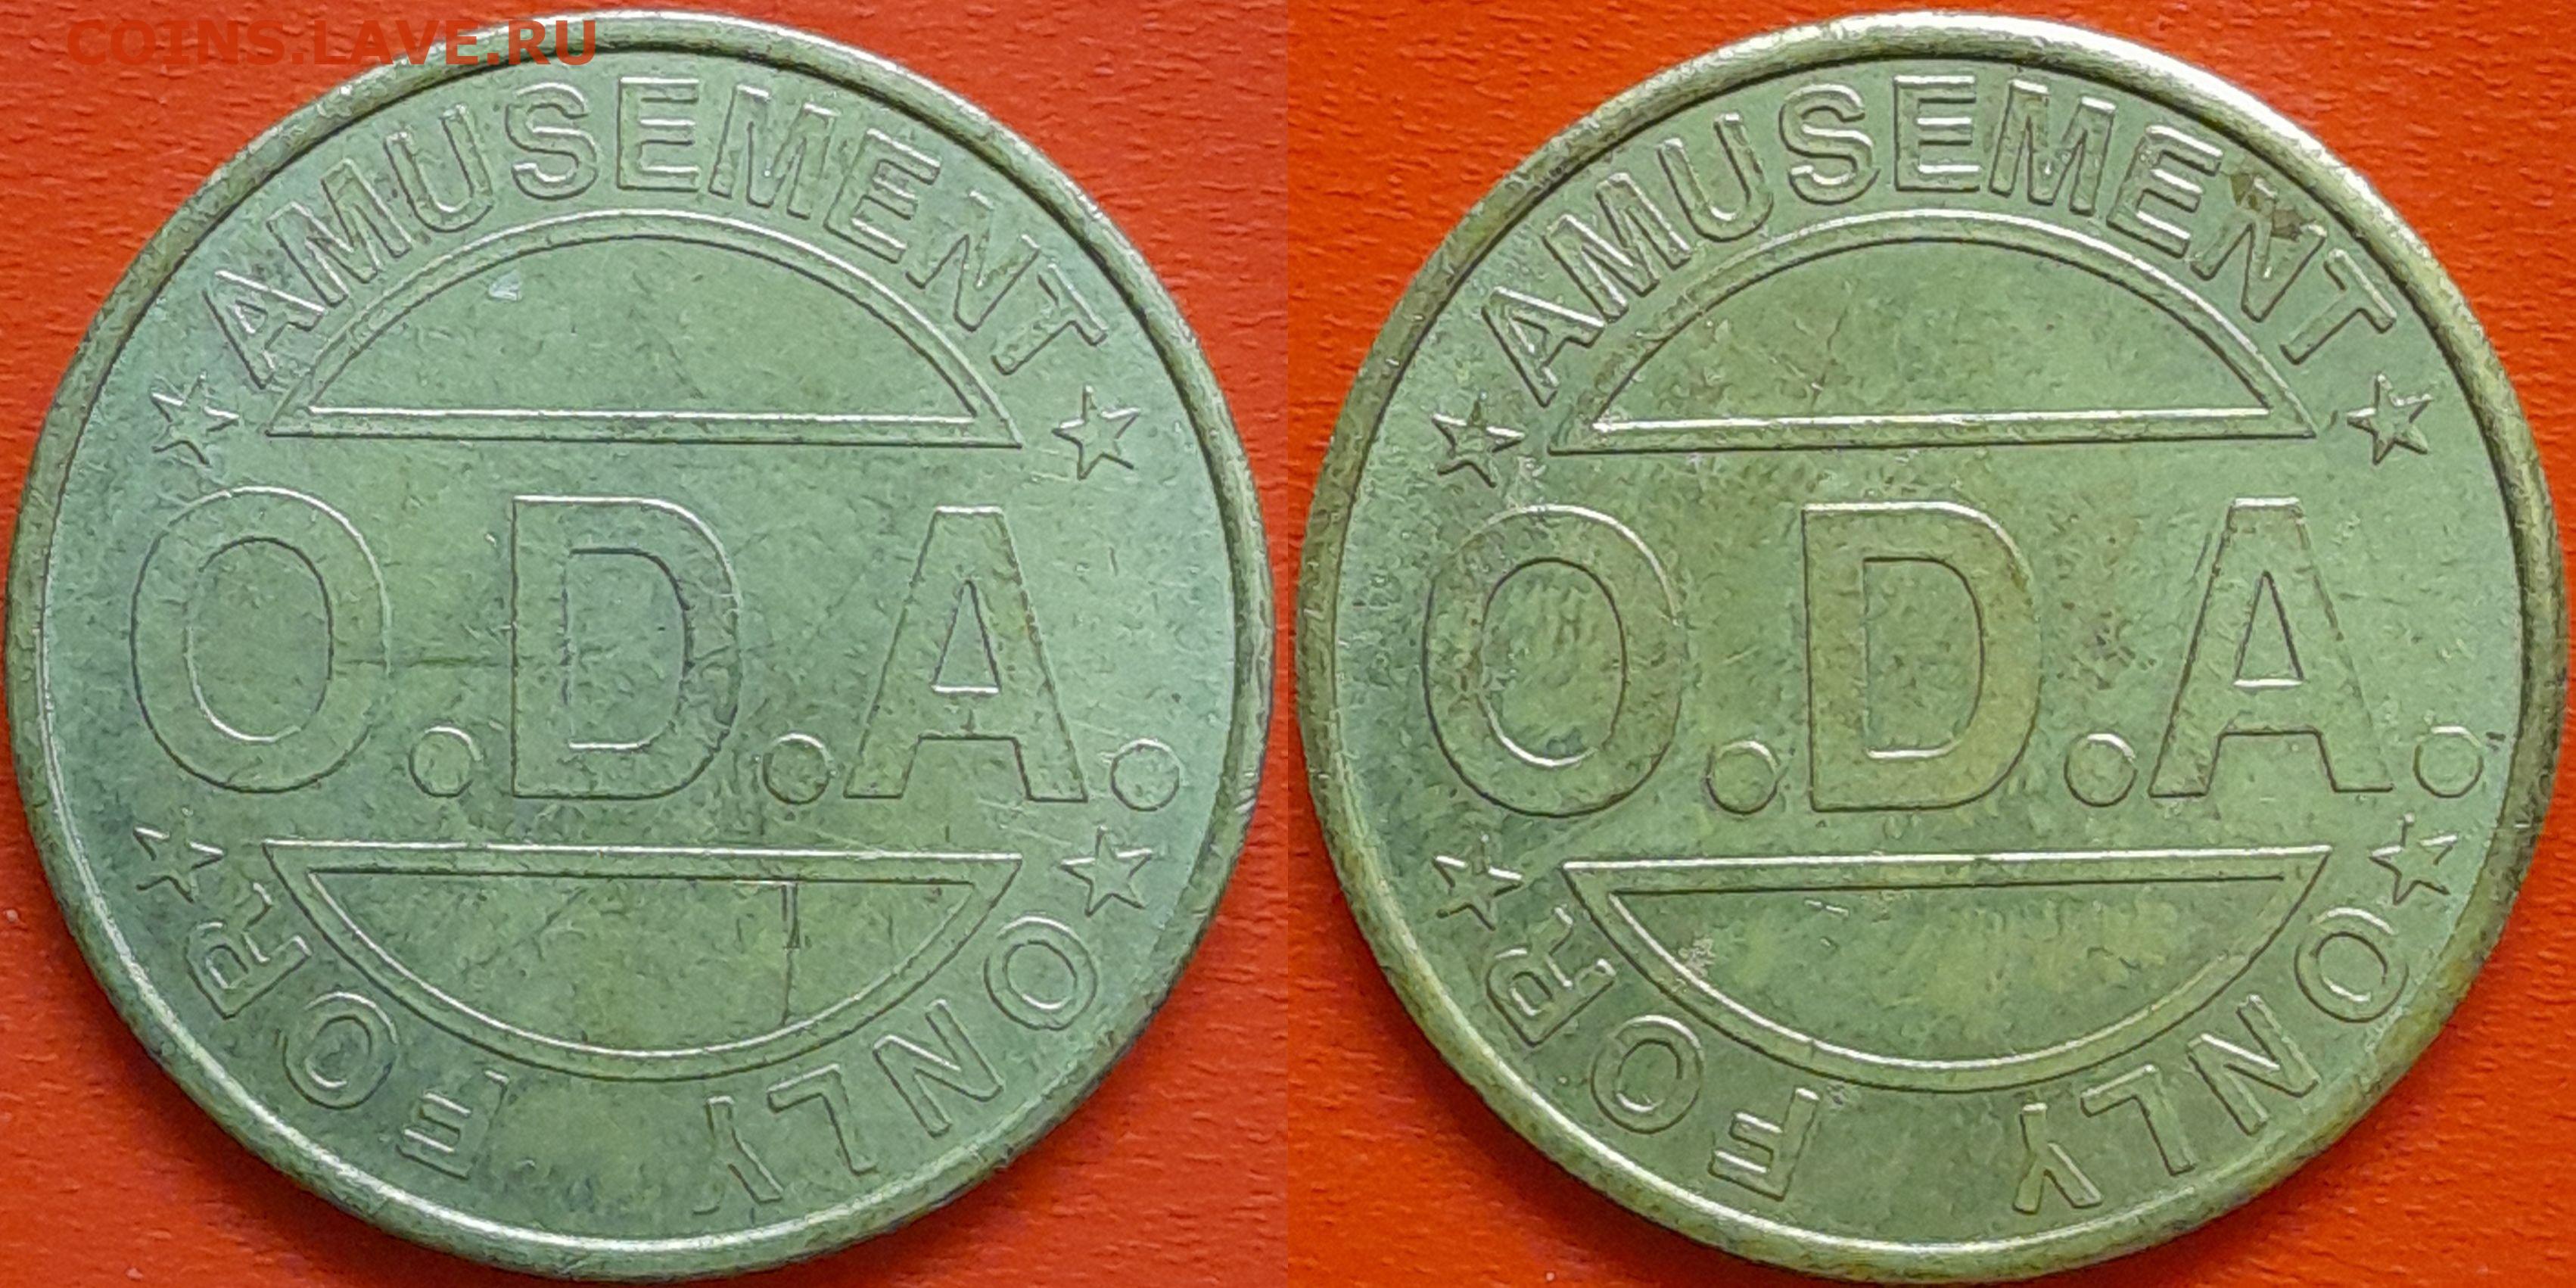 COINS.LAVE.RU
AMUSEMENT
O.D.A.
ONLY FOR
AMUSEMENT
O.D.A.
ONLY FOR